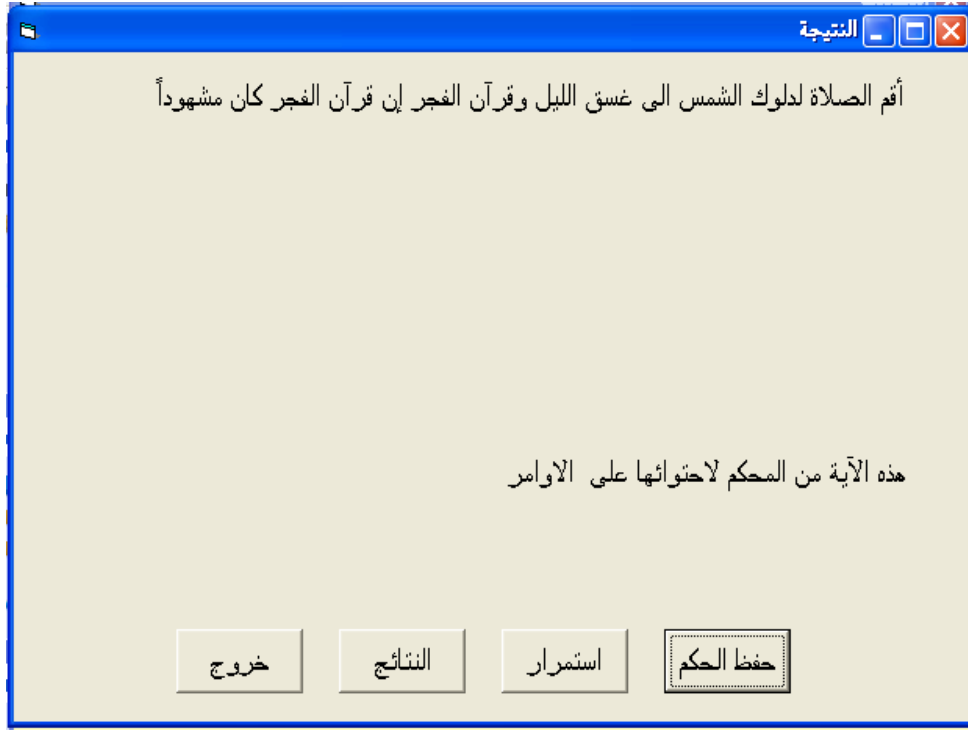 النتيجة
أقم الصلاة لدلوك الشمس الى غسق الليل وقرآن الفجر إن قرآن الفجر كان مشهوداً
هذه الآية من المحكم لاحتوائها على الاوامر
حفظ الحكم
استمرار
النتائج
خروج